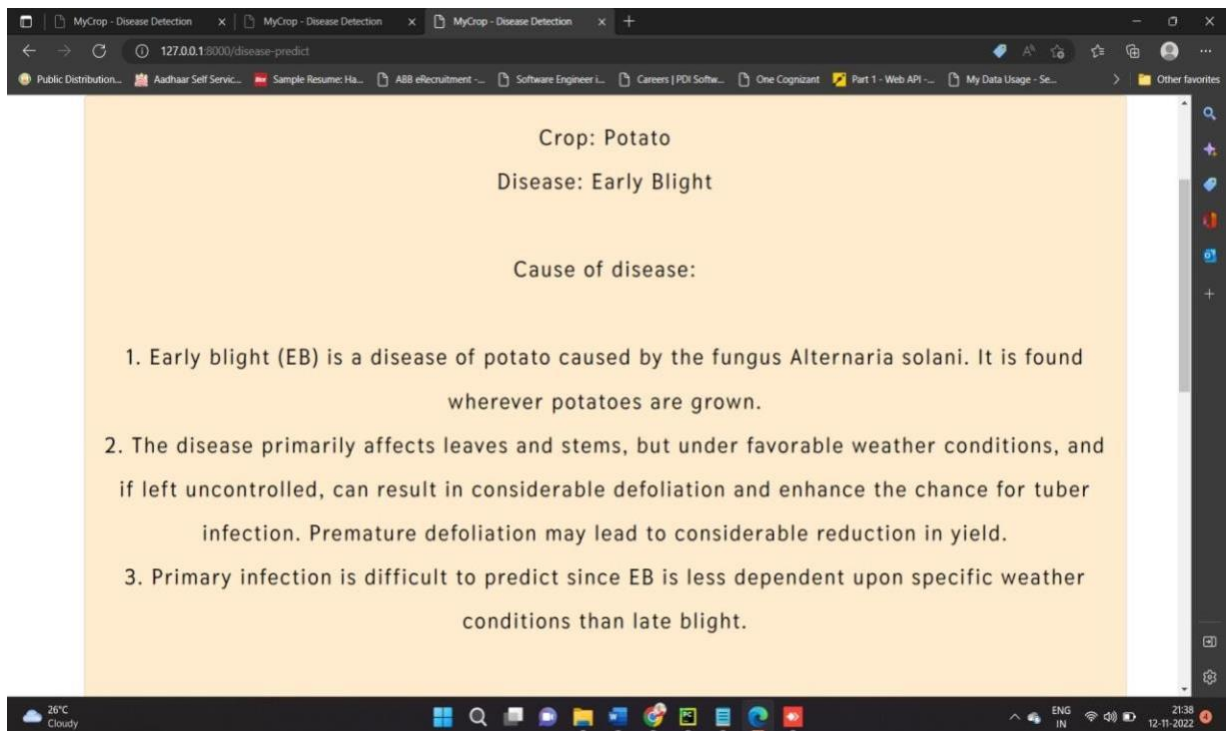 MyCrop - Disease Detection
MyCrop - Disease Detection
MyCrop - Disease Detection
127.0.0.1:8000/disease-predict
Public Distribution...
Aadhaar Self Servic...
Sample Resume: Ha...
ABB eRecruitment -...
Software Engineer i...
Careers | PDI Softw...
One Cognizant
Part 1 - Web API -...
My Data Usage - Se...
Other favorites
Crop: Potato
Disease: Early Blight
Cause of disease:
1. Early blight (EB) is a disease of potato caused by the fungus Alternaria solani. It is found
wherever potatoes are grown.
2. The disease primarily affects leaves and stems, but under favorable weather conditions, and
if left uncontrolled, can result in considerable defoliation and enhance the chance for tuber
infection. Premature defoliation may lead to considerable reduction in yield.
3. Primary infection is difficult to predict since EB is less dependent upon specific weather
conditions than late blight.
26°C
Cloudy
ENG
IN
21:38
12-11-2022
4